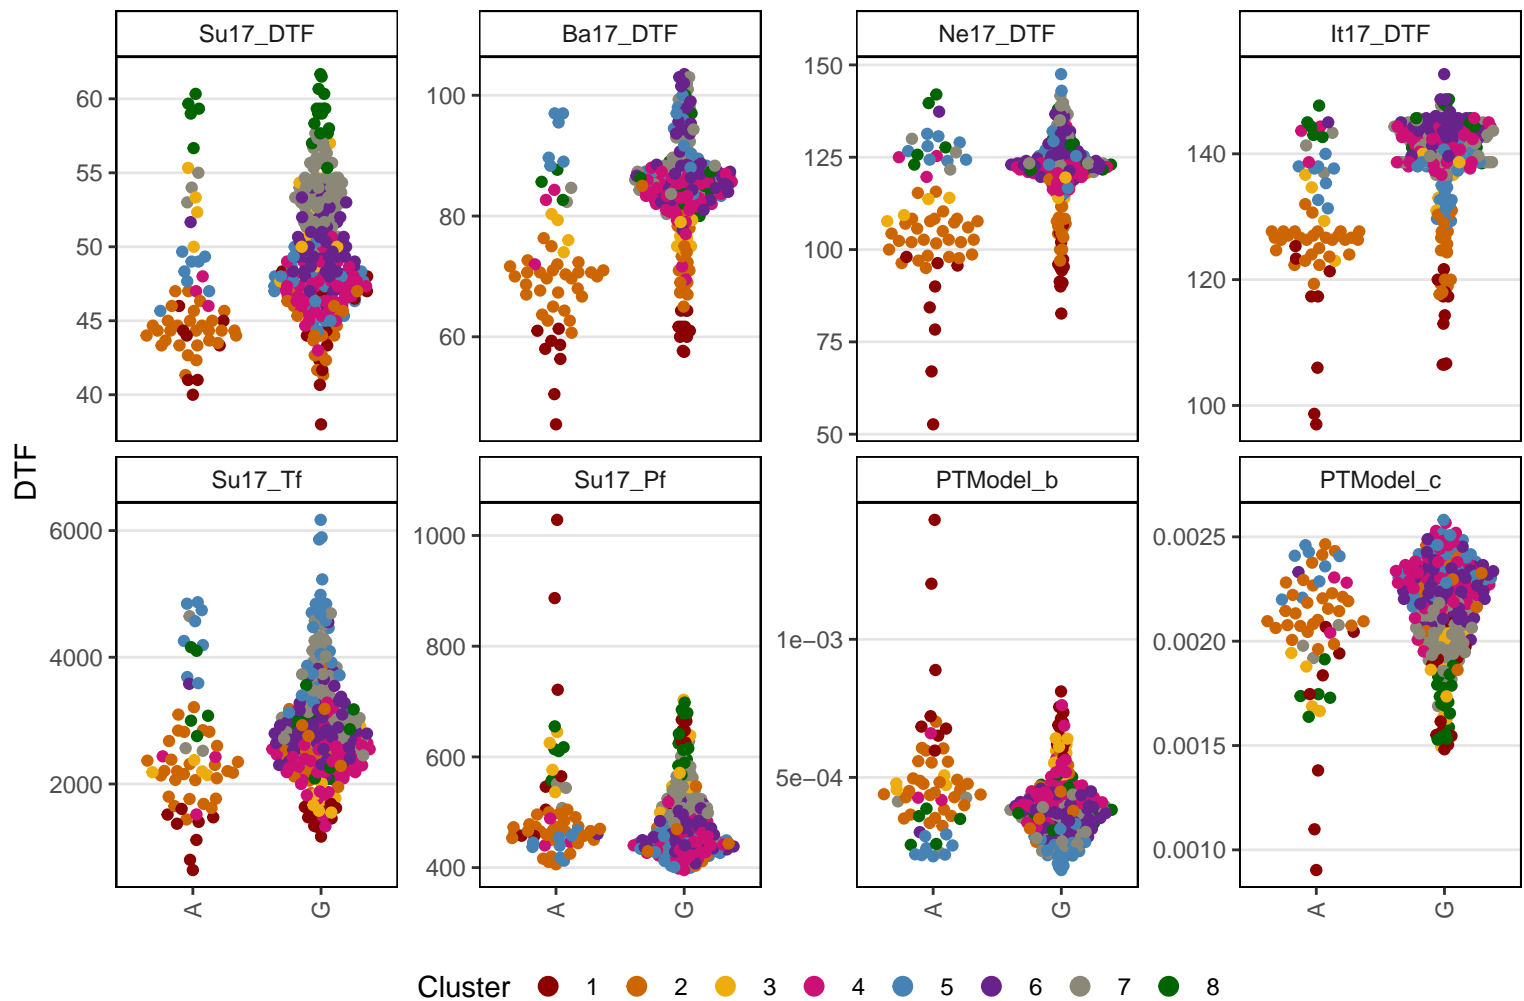 Su17_DTF Ba17_DTF Ne17_DTF It17_DTF
60 55 50 45 40
100 80 60
150 125 100 75 50
140 120 100
DTF
Su17_Tf Su17_Pf PTModel_b PTModel_c
6000 4000 2000
1000 800 600 400
1e−03 5e−04
0.0025 0.0020 0.0015 0.0010
A G A G A G A G
Cluster 1 2 3 4 5 6 7 8